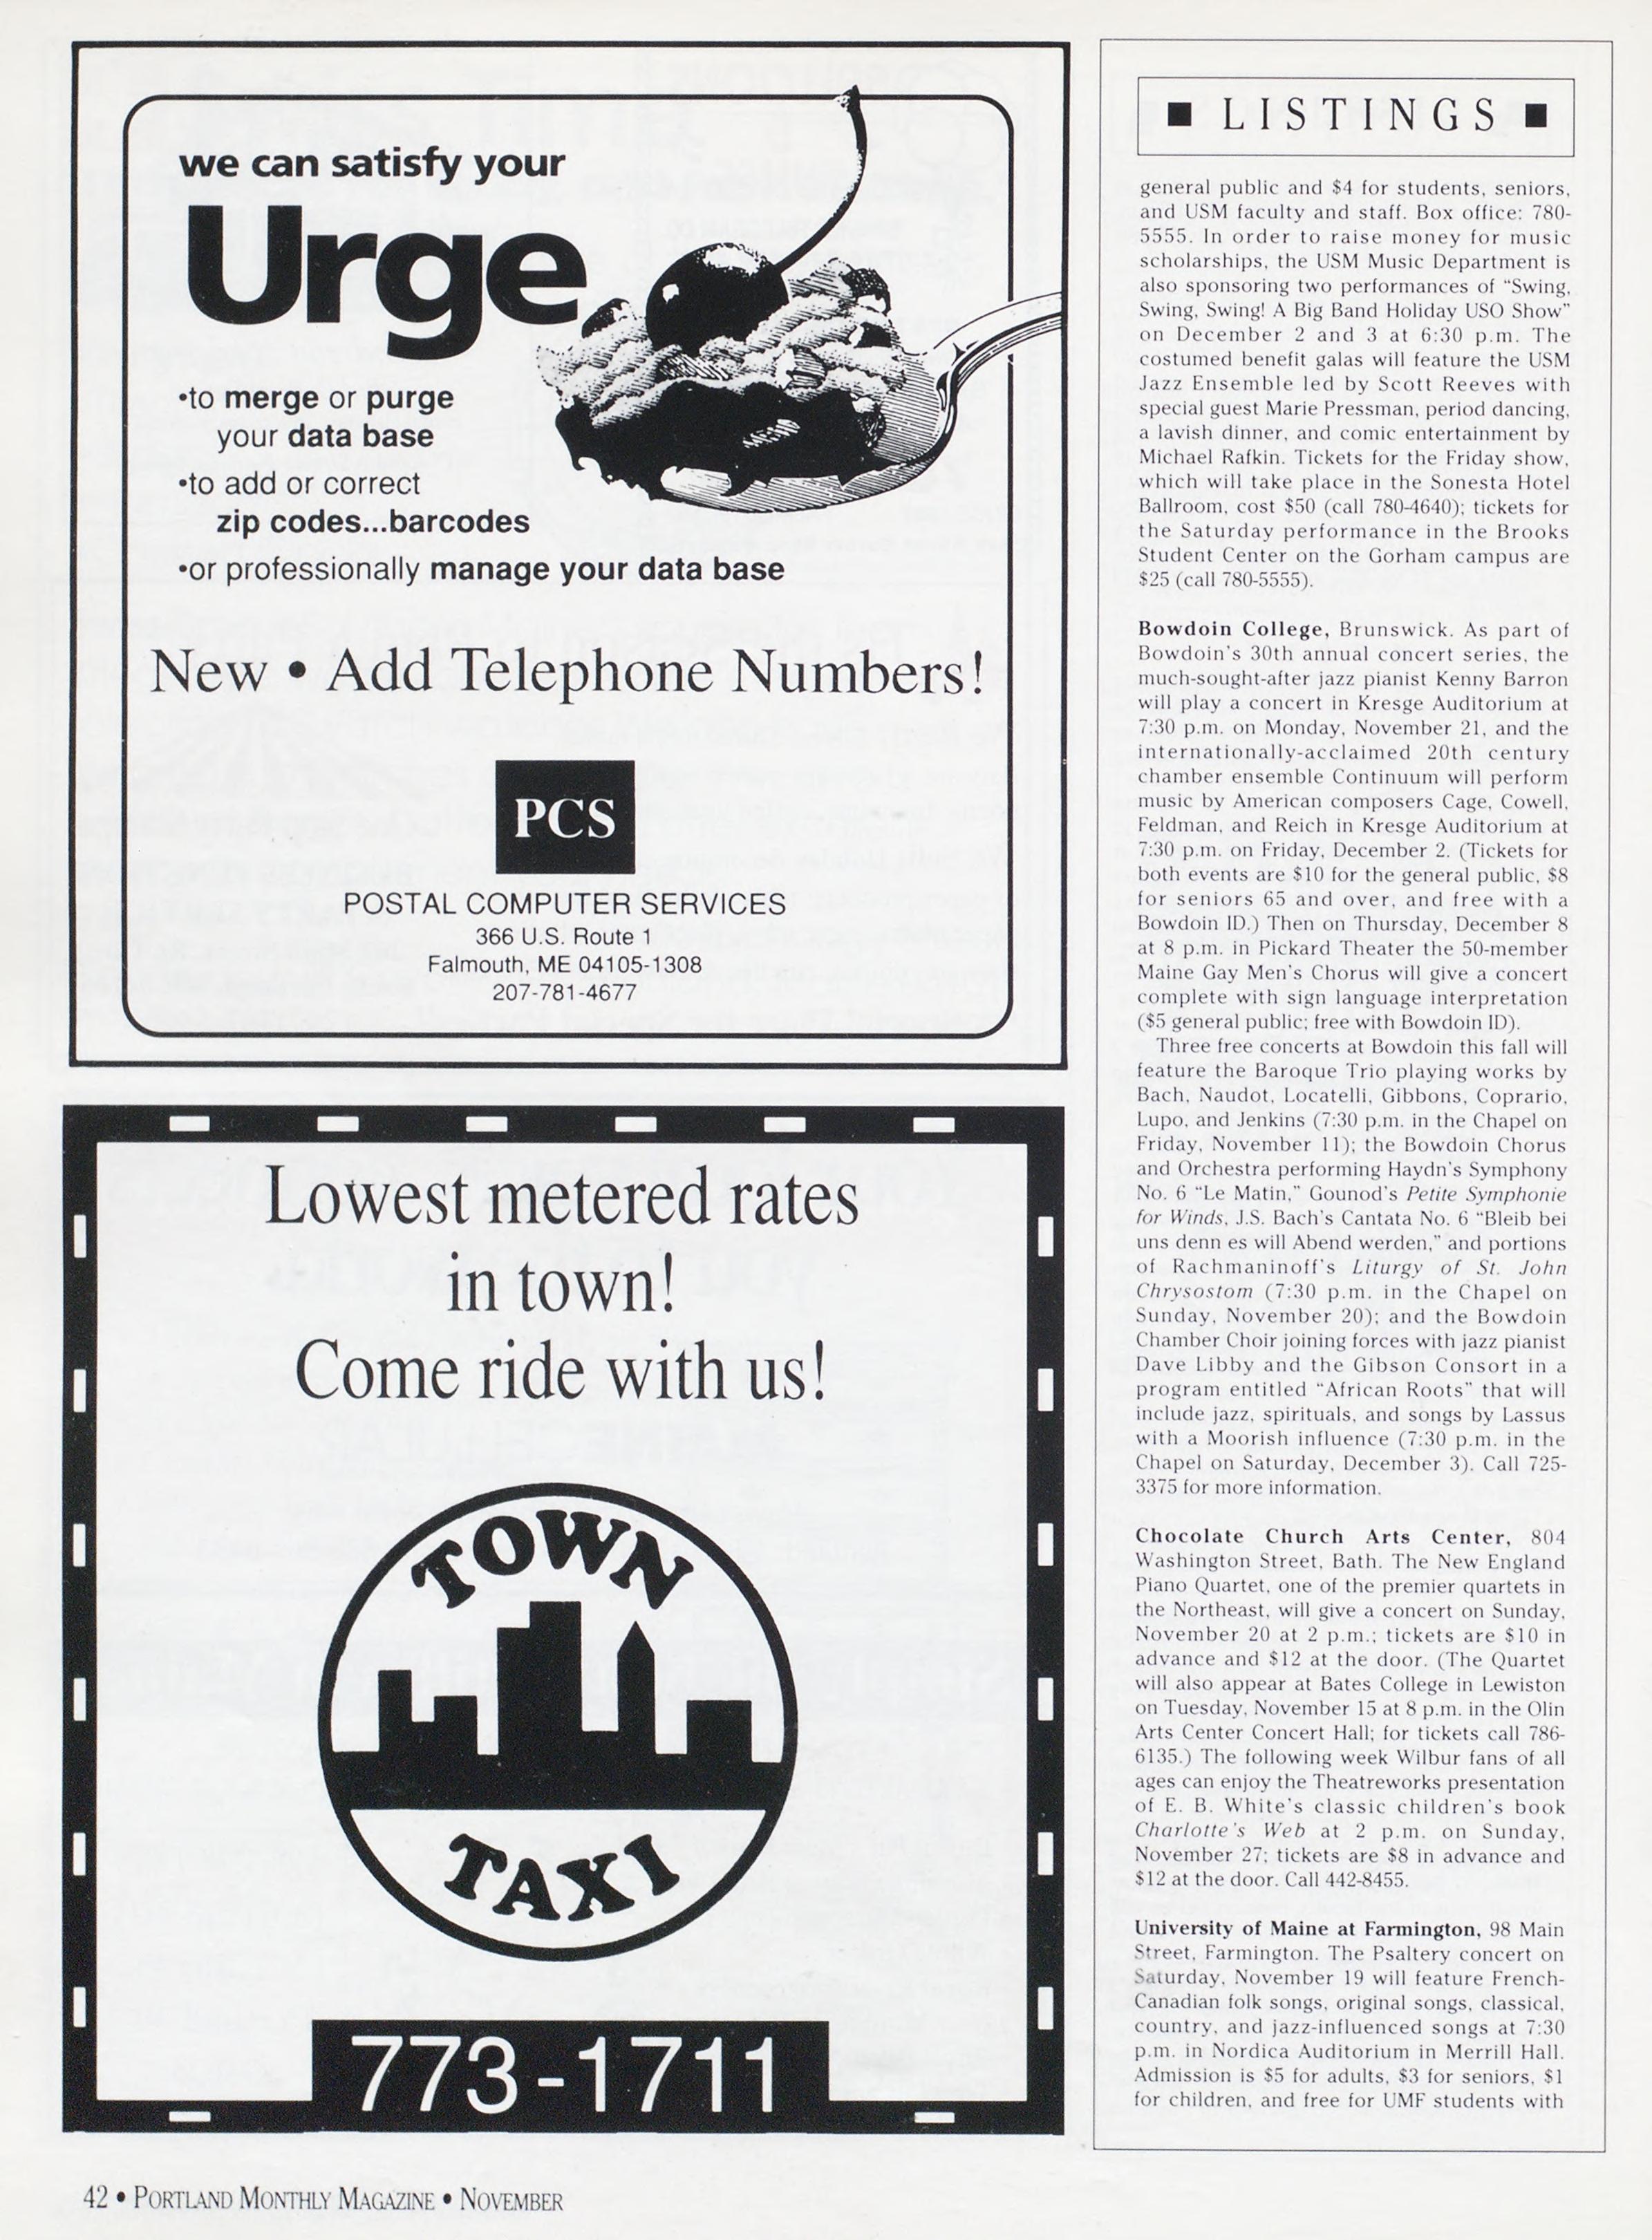 we can satisfy your
Urge
•to merge or purge
your data base
•to add or correct
zip codes...barcodes
•or professionally manage your data base
New • Add Telephone Numbers!
PCS
POSTAL COMPUTER SERVICES
366 U.S. Route 1
Falmouth, ME 04105-1308
207-781-4677
Lowest metered rates
in town!
Come ride with us!
TOWN
TAXI
773-1711
■ LISTINGS ■
general public and $4 for students, seniors,
and USM faculty and staff. Box office: 780-
5555. In order to raise money for music
scholarships, the USM Music Department is
also sponsoring two performances of “Swing,
Swing, Swing! A Big Band Holiday USO Show”
on December 2 and 3 at 6:30 p.m. The
costumed benefit galas will feature the USM
Jazz Ensemble led by Scott Reeves with
special guest Marie Pressman, period dancing,
a lavish dinner, and comic entertainment by
Michael Rafkin. Tickets for the Friday show,
which will take place in the Sonesta Hotel
Ballroom, cost $50 (call 780-4640); tickets for
the Saturday performance in the Brooks
Student Center on the Gorham campus are
$25 (call 780-5555).
Bowdoin College, Brunswick. As part of
Bowdoin’s 30th annual concert series, the
much-sought-after jazz pianist Kenny Barron
will play a concert in Kresge Auditorium at
7:30 p.m. on Monday, November 21, and the
internationally-acclaimed 20th century
chamber ensemble Continuum will perform
music by American composers Cage, Cowell,
Feldman, and Reich in Kresge Auditorium at
7:30 p.m. on Friday, December 2. (Tickets for
both events are $10 for the general public, $8
for seniors 65 and over, and free with a
Bowdoin ID.) Then on Thursday, December 8
at 8 p.m. in Pickard Theater the 50-member
Maine Gay Men’s Chorus will give a concert
complete with sign language interpretation
($5 general public; free with Bowdoin ID).
Three free concerts at Bowdoin this fall will
feature the Baroque Trio playing works by
Bach, Naudot, Locatelli, Gibbons, Coprario,
Lupo, and Jenkins (7:30 p.m. in the Chapel on
Friday, November 11); the Bowdoin Chorus
and Orchestra performing Haydn’s Symphony
No. 6 “Le Matin,” Gounod’s Petite Symphonie
for Winds, J.S. Bach’s Cantata No. 6 “Bleib bei
uns denn es will Abend werden,” and portions
of Rachmaninoff’s Liturgy of St. John
Chrysostom (7:30 p.m. in the Chapel on
Sunday, November 20); and the Bowdoin
Chamber Choir joining forces with jazz pianist
Dave Libby and the Gibson Consort in a
program entitled “African Roots” that will
include jazz, spirituals, and songs by Lassus
with a Moorish influence (7:30 p.m. in the
Chapel on Saturday, December 3). Call 725-
3375 for more information.
Chocolate Church Arts Center, 804
Washington Street, Bath. The New England
Piano Quartet, one of the premier quartets in
the Northeast, will give a concert on Sunday,
November 20 at 2 p.m.; tickets are $10 in
advance and $12 at the door. (The Quartet
will also appear at Bates College in Lewiston
on Tuesday, November 15 at 8 p.m. in the Olin
Arts Center Concert Hall; for tickets call 786-
6135.) The following week Wilbur fans of all
ages can enjoy the Theatreworks presentation
of E. B. White’s classic children’s book
Charlotte’s Web at 2 p.m. on Sunday,
November 27; tickets are $8 in advance and
$12 at the door. Call 442-8455.
University of Maine at Farmington, 98 Main
Street, Farmington. The Psaltery concert on
Saturday, November 19 will feature French-
Canadian folk songs, original songs, classical,
country, and jazz-influenced songs at 7:30
p.m. in Nordica Auditorium in Merrill Hall.
Admission is $5 for adults, $3 for seniors, $1
for children, and free for UMF students with
42 • PORTLAND MONTHLY MAGAZINE • NOVEMBER